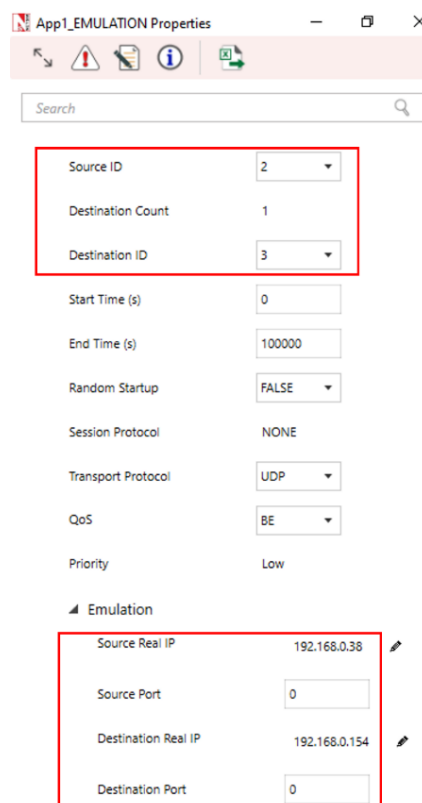 App1_EMULATION Properties
Search
Source ID 2
Destination Count 1
Destination ID 3
Start Time (s) 0
End Time (s) 100000
Random Startup FALSE
Session Protocol NONE
Transport Protocol UDP
QoS BE
Priority Low
Emulation
Source Real IP 192.168.0.38
Source Port 0
Destination Real IP 192.168.0.154
Destination Port 0